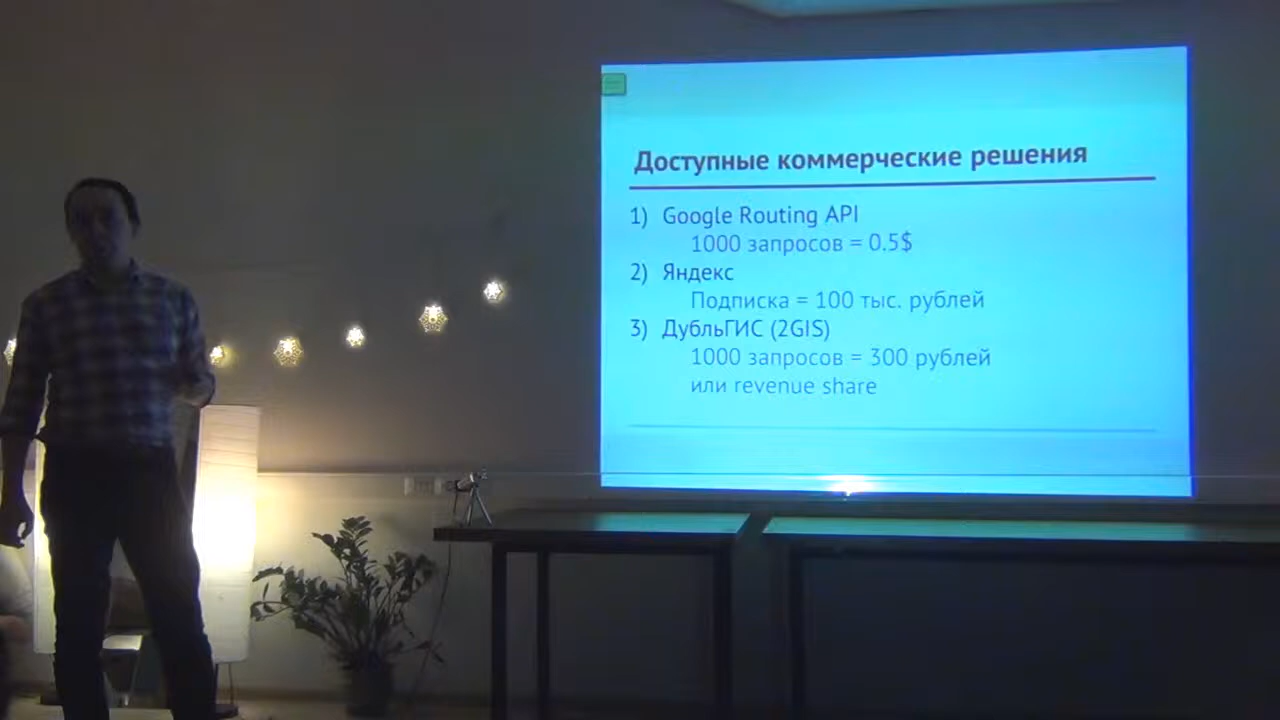 Доступные коммерческие решения
1) Google Routing API
1000 запросов = 0.5$
2) Яндекс
Подписка = 100 тыс. рублей
3) ДубльГИС (2GIS)
1000 запросов = 300 рублей
или revenue share